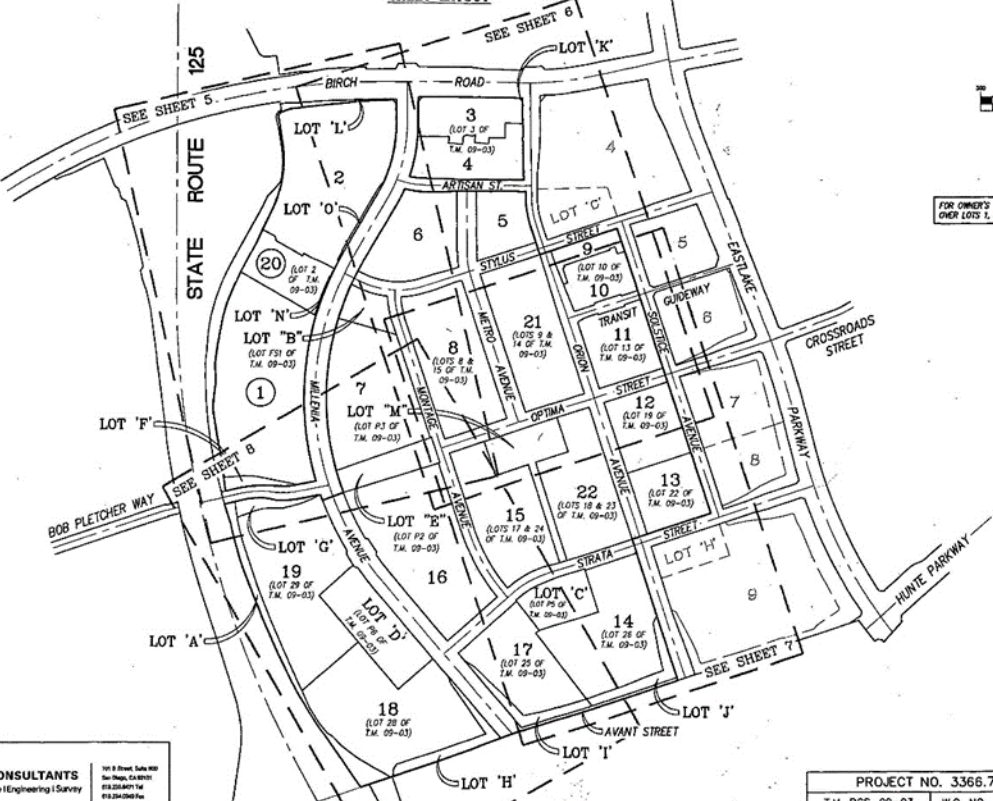 SEE SHEET 6
LOT 'K'
STATE ROUTE 125
BIRCH ROAD
SEE SHEET 5
LOT 'L'
3
(LOT 3 OF
T.M. 09-03)
4
4
2
ARTISAN ST.
LOT 'O'
LOT 'C'
FOR OWNER'S
OVER LOTS 1,
6
5
STYLUS STREET
5
9
(LOT 10 OF
T.M. 09-03)
10
EASTLAKE
PARKWAY
20
(LOT 2
OF T.M.
09-03)
TRANSIT GUIDEWAY
LOT 'N'
LOT "B"
(LOT FS1 OF
T.M. 09-03)
1
MILLENIA
AVENUE
8
(LOTS 8 &
15 OF T.M.
09-03)
METRO AVENUE
21
(LOTS 9 &
14 OF T.M.
09-03)
ORION
AVENUE
11
(LOT 13 OF
T.M. 09-03)
SOLSTICE
AVENUE
6
CROSSROADS
STREET
7
LOT "M"
(LOT P3 OF
T.M. 09-03)
MONTAGE
AVENUE
OPTIMA STREET
12
(LOT 19 OF
T.M. 09-03)
7
LOT 'F'
SEE SHEET 8
8
BOB PLETCHER WAY
13
(LOT 22 OF
T.M. 09-03)
22
(LOTS 18 & 23
OF T.M. 09-03)
15
(LOTS 17 & 24
OF T.M. 09-03)
LOT "E"
(LOT P2 OF
T.M. 09-03)
16
LOT 'G'
STRATA STREET
LOT 'H'
9
HUNTE PARKWAY
19
(LOT 29 OF
T.M. 09-03)
LOT 'D'
(LOT P6 OF
T.M. 09-03)
LOT 'C'
(LOT P5 OF
T.M. 09-03)
14
(LOT 26 OF
T.M. 09-03)
LOT 'A'
17
(LOT 25 OF
T.M. 09-03)
SEE SHEET 7
18
(LOT 28 OF
T.M. 09-03)
LOT 'J'
AVANT STREET
LOT 'I'
LOT 'H'
ONSULTANTS
Engineering | Survey
PROJECT NO. 3366.7